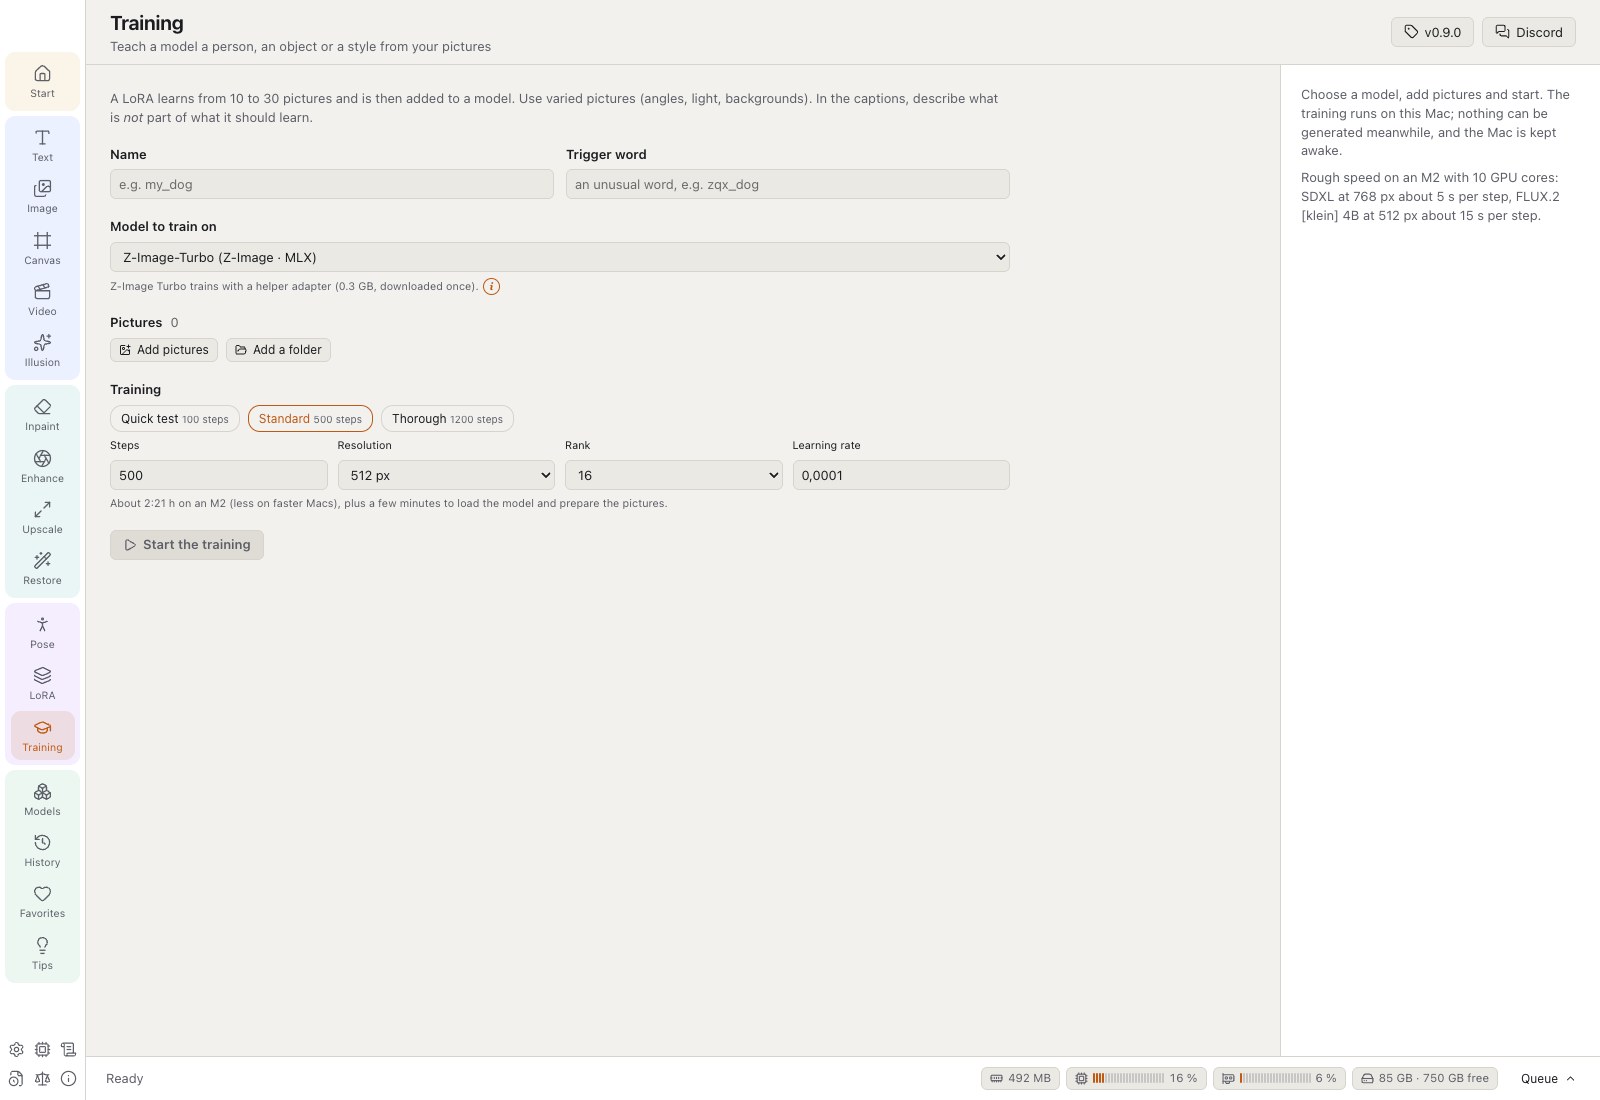 Training
Teach a model a person, an object or a style from your pictures
v0.9.0
Discord
Start
Text
Image
Canvas
Video
Illusion
Inpaint
Enhance
Upscale
Restore
Pose
LoRA
Training
Models
History
Favorites
Tips
A LoRA learns from 10 to 30 pictures and is then added to a model. Use varied pictures (angles, light, backgrounds). In the captions, describe what
is not part of what it should learn.
Name
Trigger word
e.g. my_dog
an unusual word, e.g. zqx_dog
Model to train on
Z-Image-Turbo (Z-Image · MLX)
Z-Image Turbo trains with a helper adapter (0.3 GB, downloaded once). i
Pictures 0
Add pictures
Add a folder
Training
Quick test 100 steps
Standard 500 steps
Thorough 1200 steps
Steps
Resolution
Rank
Learning rate
500
512 px
16
0,0001
About 2:21 h on an M2 (less on faster Macs), plus a few minutes to load the model and prepare the pictures.
Start the training
Choose a model, add pictures and start. The
training runs on this Mac; nothing can be
generated meanwhile, and the Mac is kept
awake.
Rough speed on an M2 with 10 GPU cores:
SDXL at 768 px about 5 s per step, FLUX.2
[klein] 4B at 512 px about 15 s per step.
Ready
492 MB
16 %
6 %
85 GB · 750 GB free
Queue